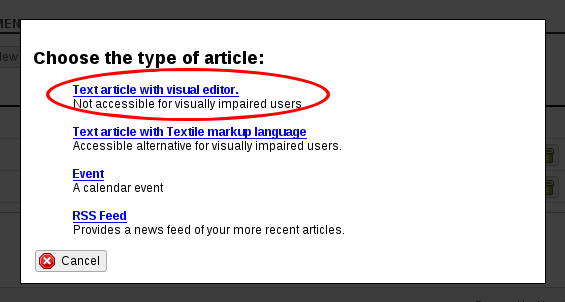 MEN
iew
Choose the type of article:
Text article with visual editor.
Not accessible for visually impaired users.
Text article with Textile markup language
Accessible alternative for visually impaired users.
Event
A calendar event
RSS Feed
Provides a news feed of your more recent articles.
Cancel